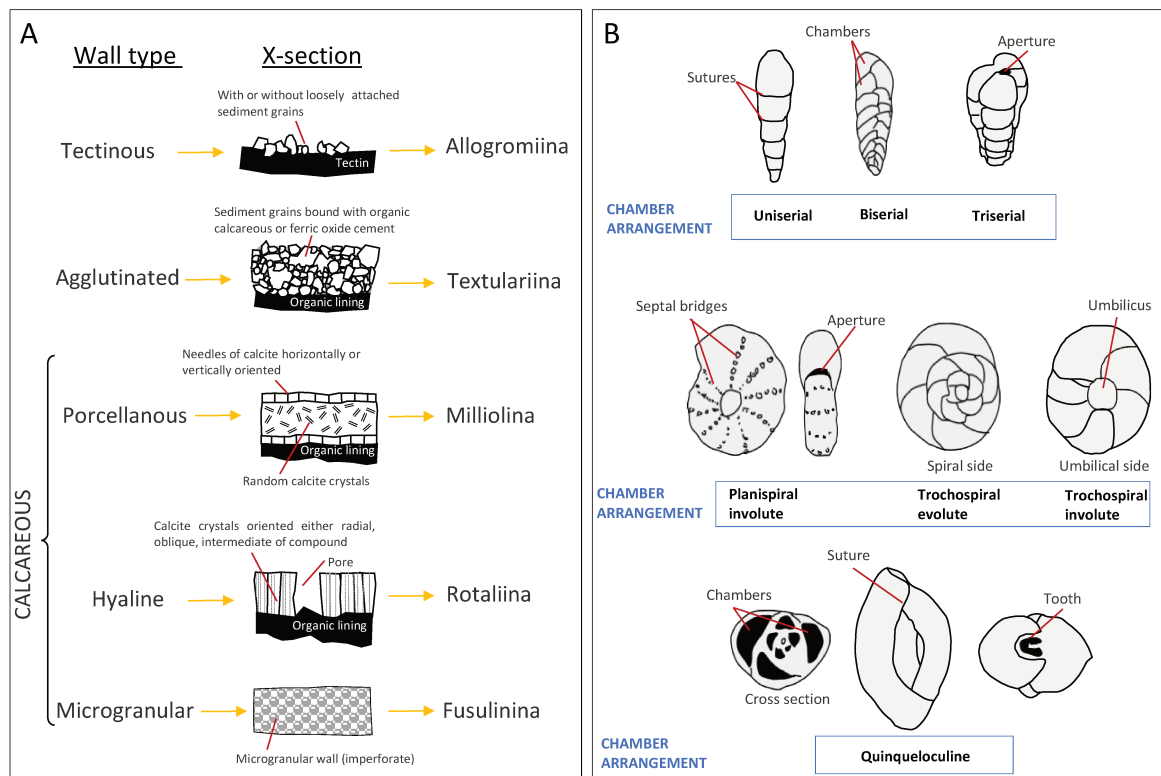 A
Wall type
X-section
With or without loosely attached
sediment grains
Tectinous
Tectin
Allogromiina
Sediment grains bound with organic
calcareous or ferric oxide cement
Agglutinated
Organic lining
Textulariina
CALCAREOUS
Needles of calcite horizontally or
vertically oriented
Porcellanous
Organic lining
Milliolina
Random calcite crystals
Calcite crystals oriented either radial,
oblique, intermediate of compound
Pore
Hyaline
Organic lining
Rotaliina
Microgranular
Fusulinina
Microgranular wall (imperforate)
B
Chambers
Aperture
Sutures
CHAMBER
ARRANGEMENT
Uniserial
Biserial
Triserial
Septal bridges
Aperture
Umbilicus
Spiral side
Umbilical side
CHAMBER
ARRANGEMENT
Planispiral
involute
Trochospiral
evolute
Trochospiral
involute
Suture
Chambers
Tooth
Cross section
CHAMBER
ARRANGEMENT
Quinqueloculine